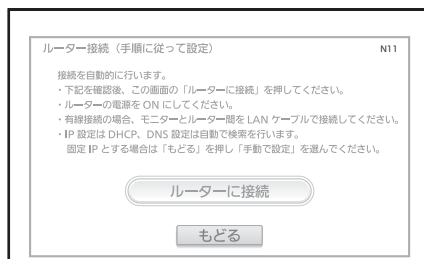 ルーター接続（手順に従って設定）
N11
接続を自動的に行います。
・下記を確認後、この画面の「ルーターに接続」を押してください。
・ルーターの電源を ON にしてください。
・有線接続の場合、モニターとルーター間を LAN ケーブルで接続してください。
・IP 設定は DHCP、DNS 設定は自動で検索を行います。
固定 IP とする場合は「もどる」を押し「手動で設定」を選んでください。
ルーターに接続
もどる